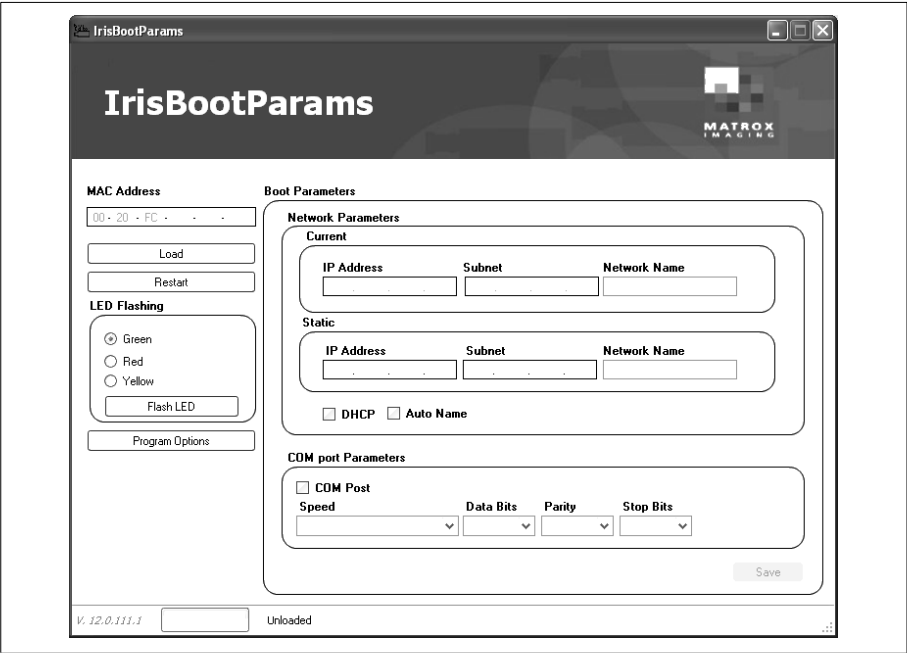 IrisBootParams
IrisBootParams
MATROX
IMAGING
MAC Address
00 - 20 - FC - - -
Load
Restart
LED Flashing
Green
Red
Yellow
Flash LED
Program Options
Boot Parameters
Network Parameters
Current
IP Address Subnet Network Name
. . . . . .
Static
IP Address Subnet Network Name
. . . . . .
DHCP Auto Name
COM port Parameters
COM Post
Speed Data Bits Parity Stop Bits
Save
V. 12.0.111.1 Unloaded